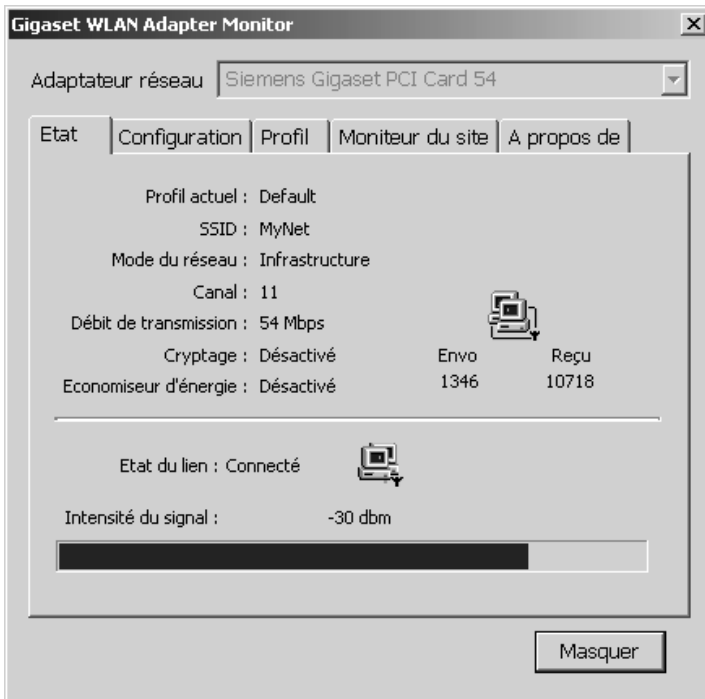 Gigaset WLAN Adapter Monitor
Adaptateur réseau Siemens Gigaset PCI Card 54
Etat Configuration Profil Moniteur du site A propos de
Profil actuel : Default
SSID : MyNet
Mode du réseau : Infrastructure
Canal : 11
Débit de transmission : 54 Mbps
Cryptage : Désactivé Envo Reçu
Economiseur d'énergie : Désactivé 1346 10718
Etat du lien : Connecté
Intensité du signal : -30 dbm
Masquer